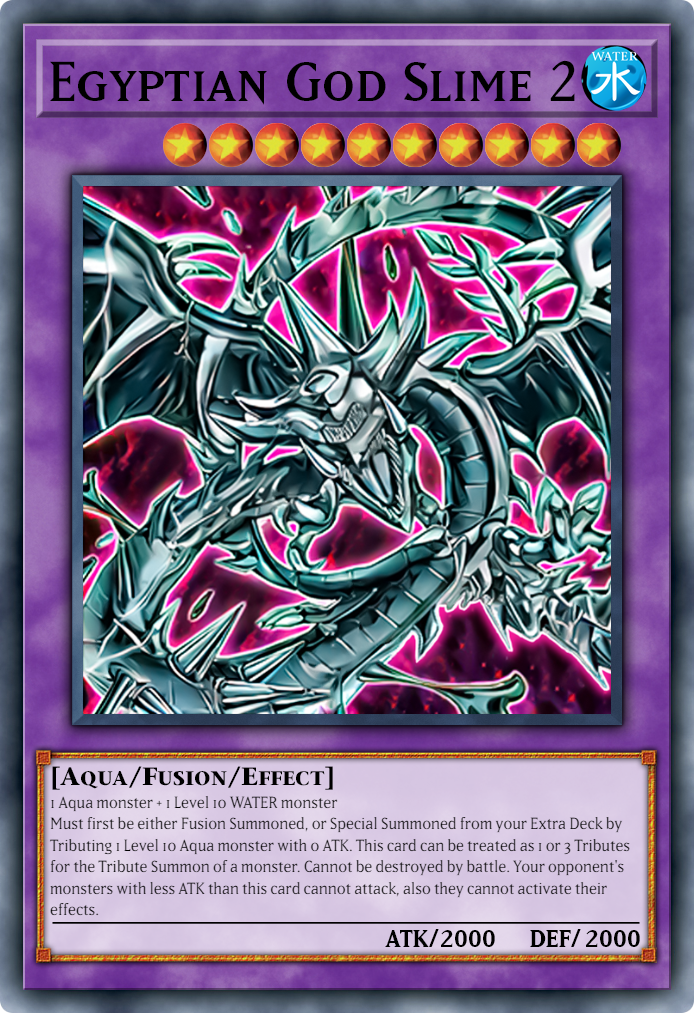 Egyptian God Slime 2
WATER
水
[Aqua/Fusion/Effect]
1 Aqua monster + 1 Level 10 WATER monster
Must first be either Fusion Summoned, or Special Summoned from your Extra Deck by
Tributing 1 Level 10 Aqua monster with 0 ATK. This card can be treated as 1 or 3 Tributes
for the Tribute Summon of a monster. Cannot be destroyed by battle. Your opponent's
monsters with less ATK than this card cannot attack, also they cannot activate their
effects.
ATK/2000 DEF/2000